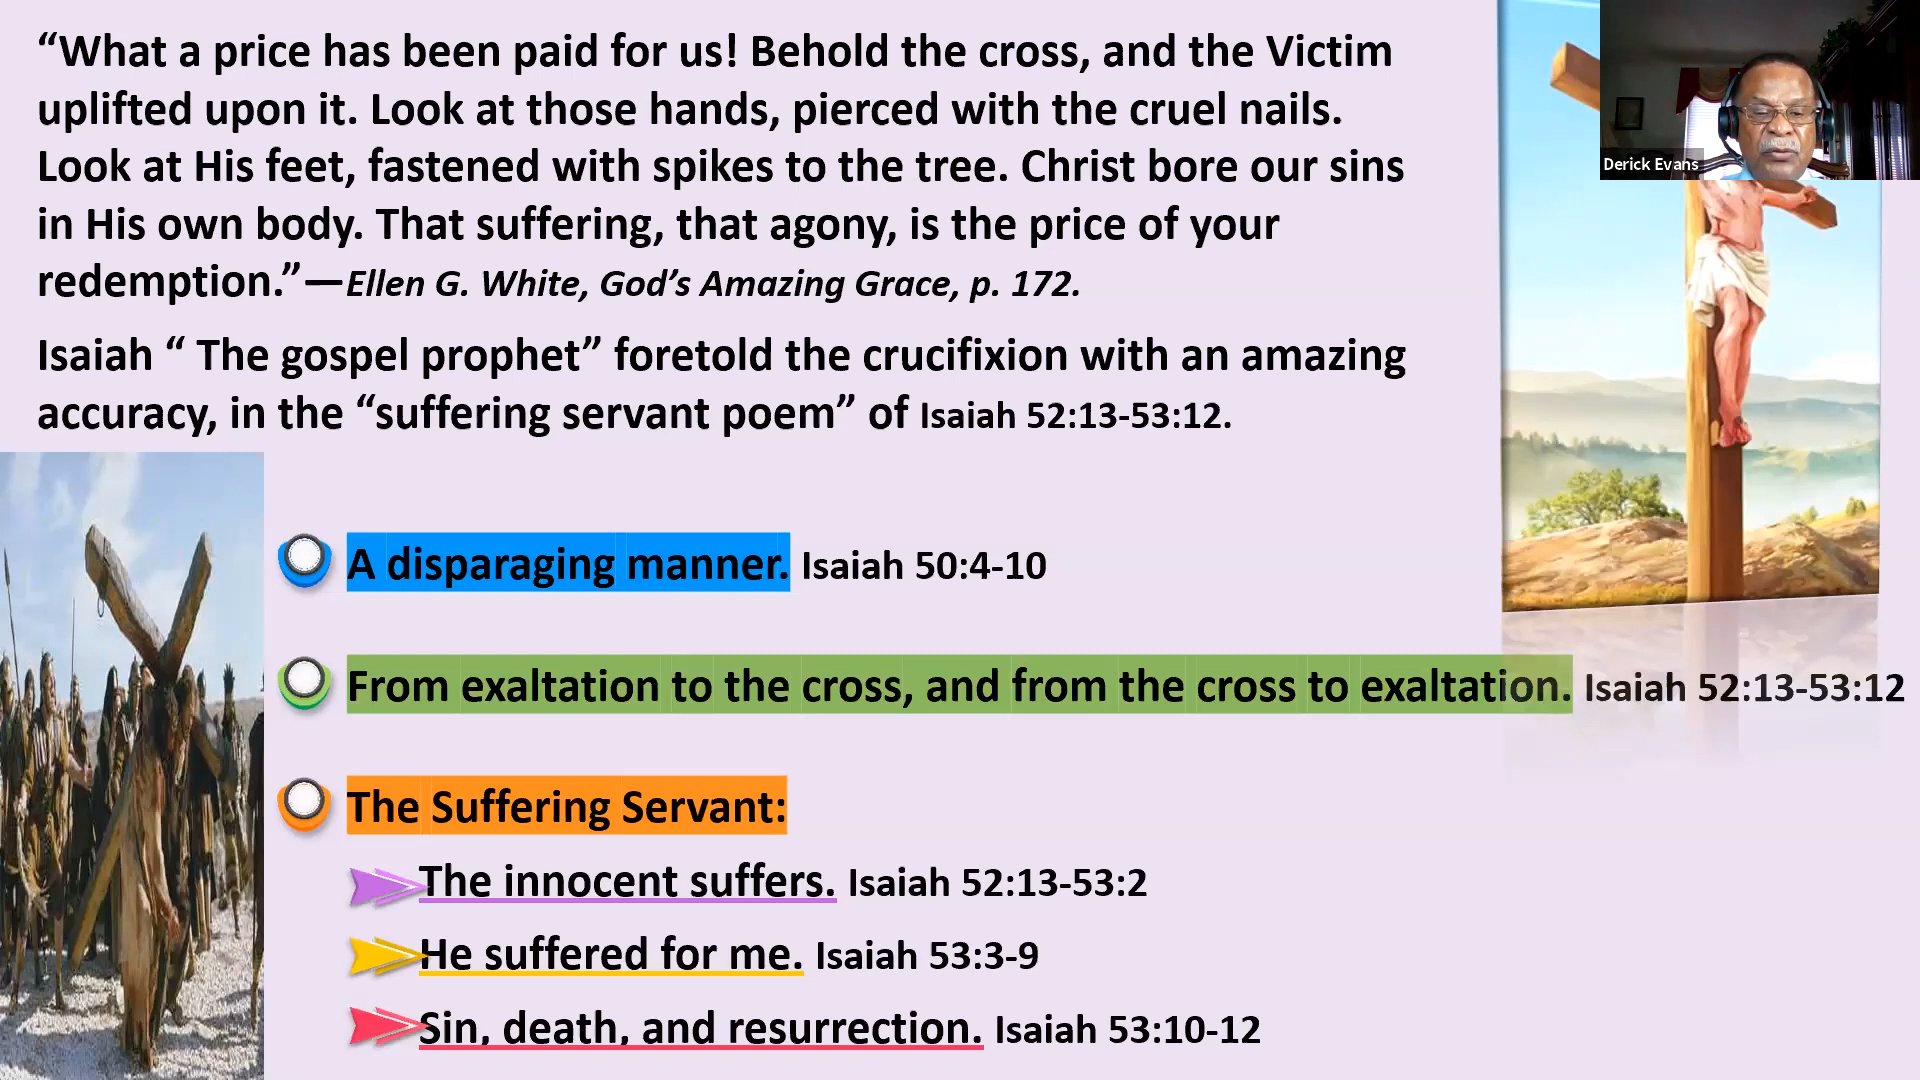 “What a price has been paid for us! Behold the cross, and the Victim
uplifted upon it. Look at those hands, pierced with the cruel nails.
Look at His feet, fastened with spikes to the tree. Christ bore our sins
in His own body. That suffering, that agony, is the price of your
redemption.”—Ellen G. White, God’s Amazing Grace, p. 172.
Derick Evans
Isaiah “ The gospel prophet” foretold the crucifixion with an amazing
accuracy, in the “suffering servant poem” of Isaiah 52:13-53:12.
A disparaging manner. Isaiah 50:4-10
From exaltation to the cross, and from the cross to exaltation. Isaiah 52:13-53:12
The Suffering Servant:
The innocent suffers. Isaiah 52:13-53:2
He suffered for me. Isaiah 53:3-9
Sin, death, and resurrection. Isaiah 53:10-12